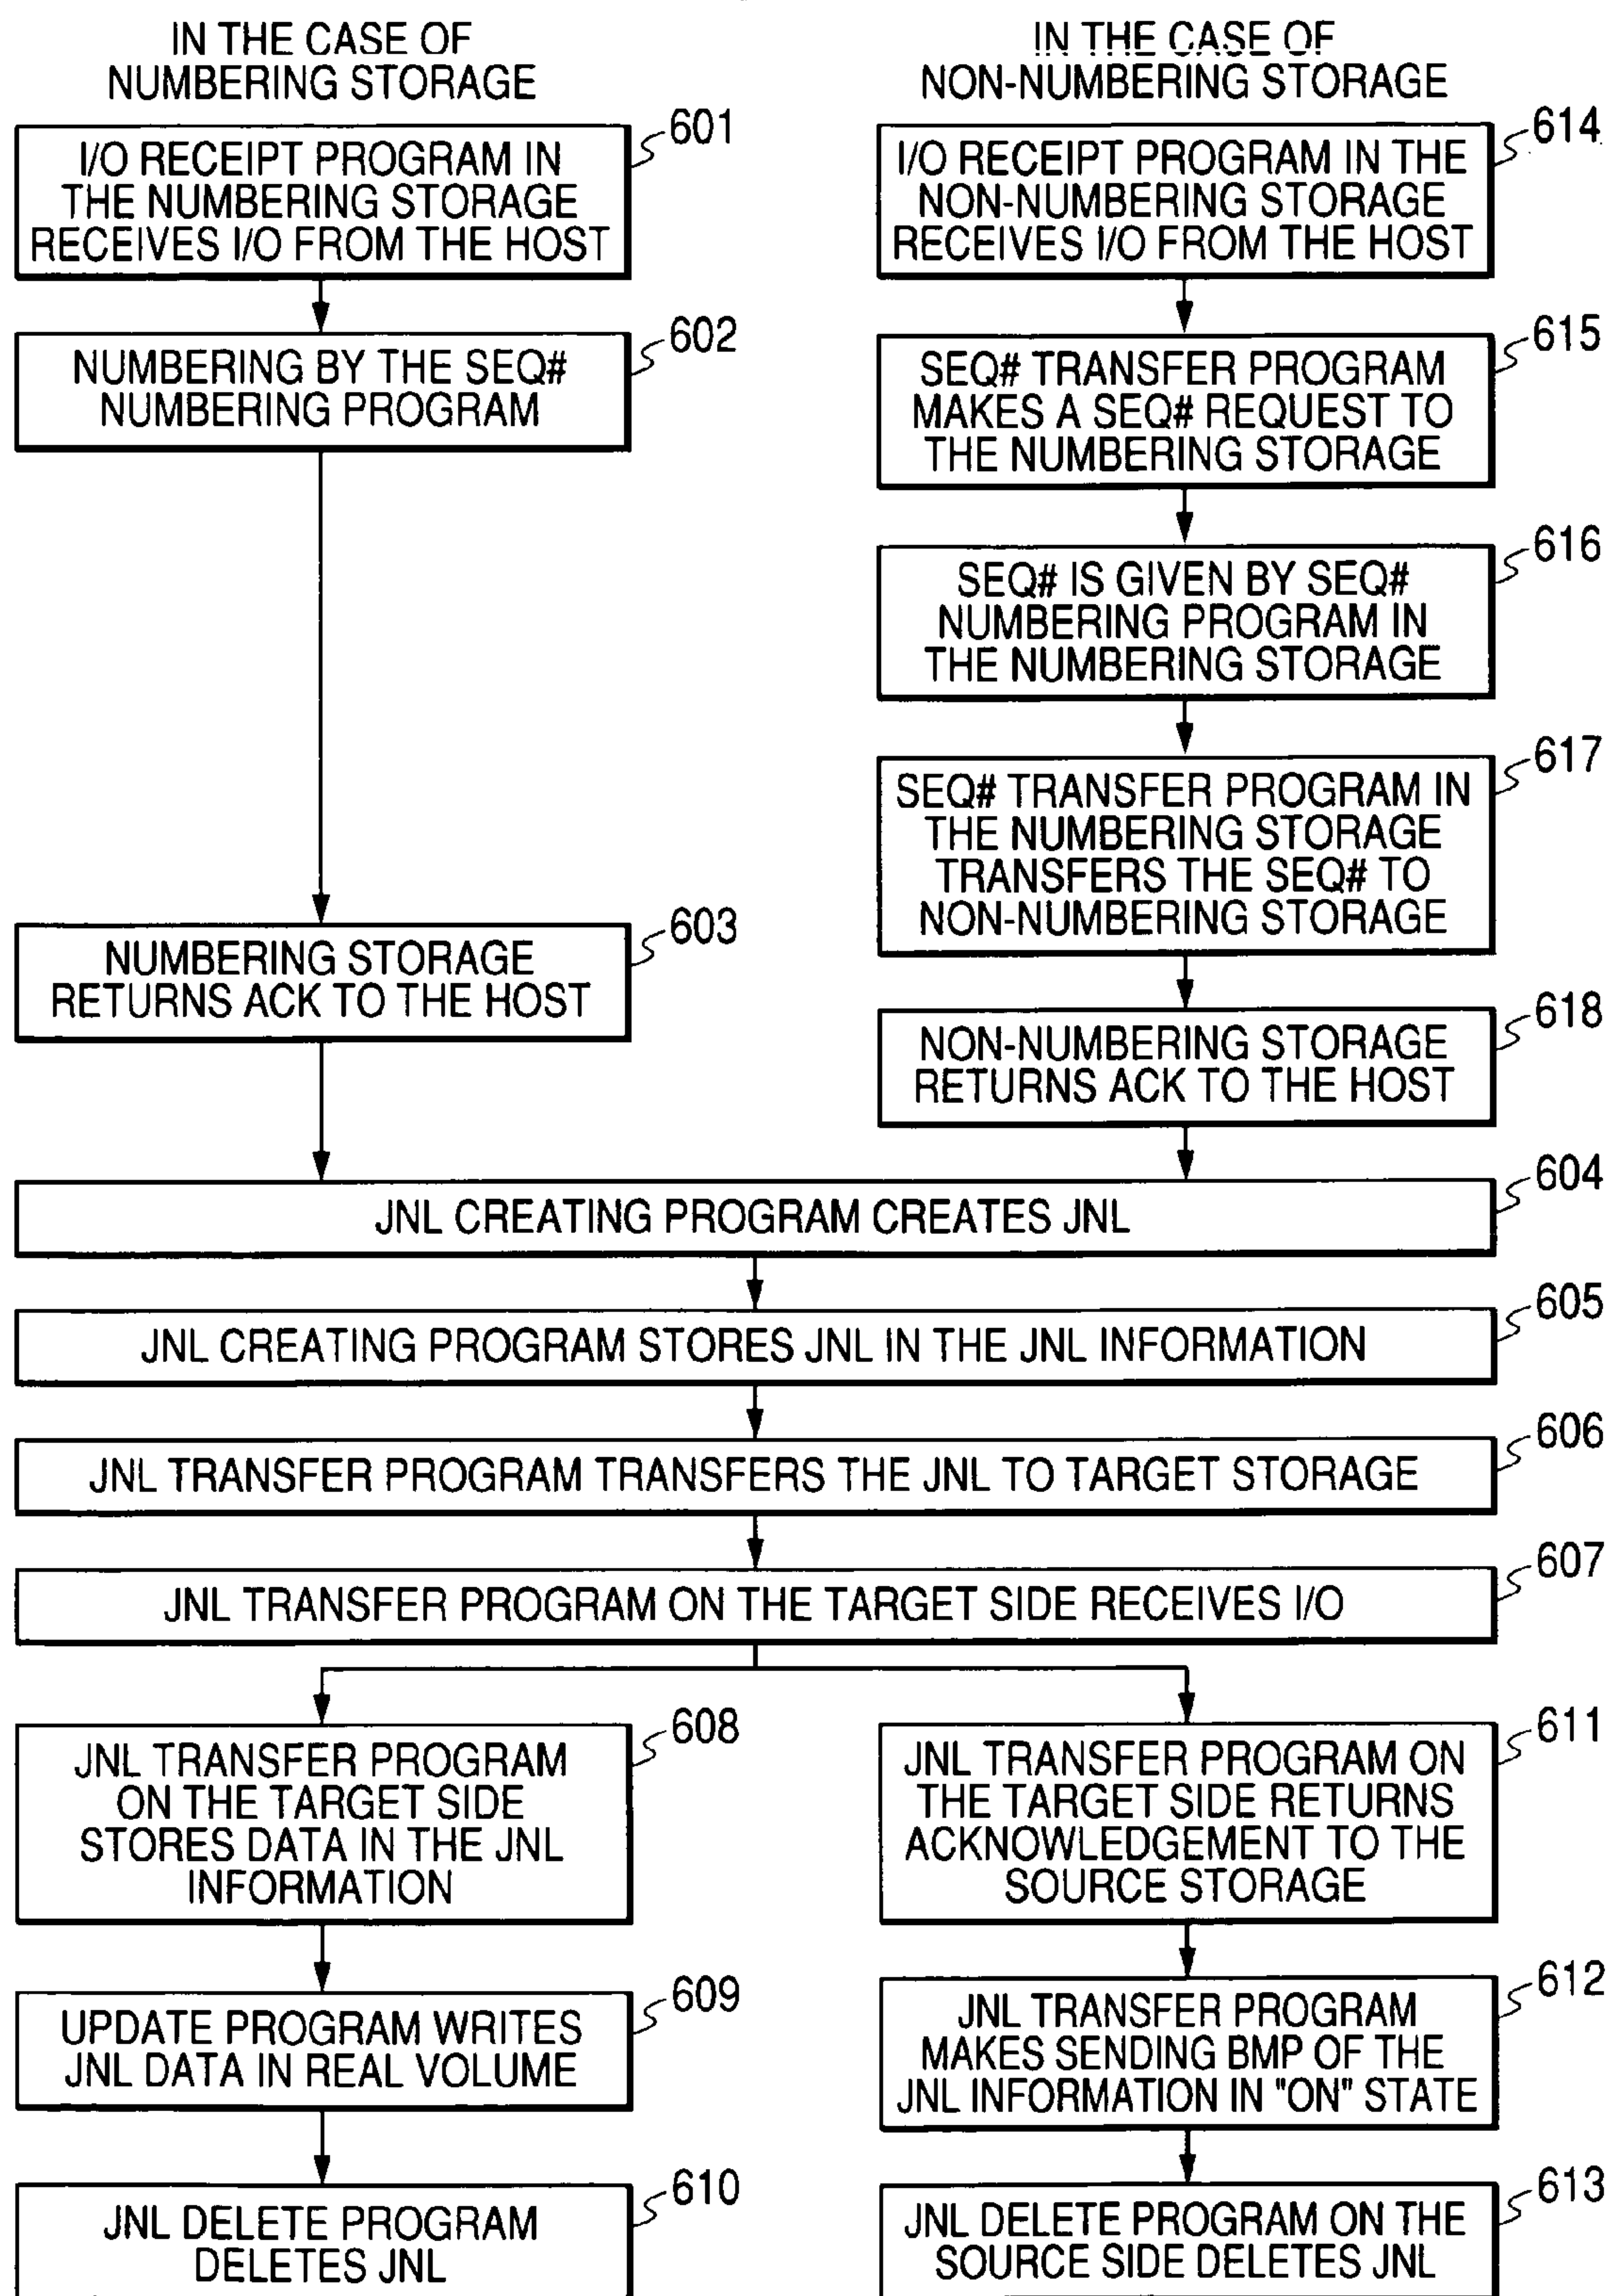 IN THE CASE OF
NUMBERING STORAGE
601
I/O RECEIPT PROGRAM IN
THE NUMBERING STORAGE
RECEIVES I/O FROM THE HOST
602
NUMBERING BY THE SEQ#
NUMBERING PROGRAM
603
NUMBERING STORAGE
RETURNS ACK TO THE HOST
IN THE CASE OF
NON-NUMBERING STORAGE
614
I/O RECEIPT PROGRAM IN THE
NON-NUMBERING STORAGE
RECEIVES I/O FROM THE HOST
615
SEQ# TRANSFER PROGRAM
MAKES A SEQ# REQUEST TO
THE NUMBERING STORAGE
616
SEQ# IS GIVEN BY SEQ#
NUMBERING PROGRAM IN
THE NUMBERING STORAGE
617
SEQ# TRANSFER PROGRAM IN
THE NUMBERING STORAGE
TRANSFERS THE SEQ# TO
NON-NUMBERING STORAGE
618
NON-NUMBERING STORAGE
RETURNS ACK TO THE HOST
604
JNL CREATING PROGRAM CREATES JNL
605
JNL CREATING PROGRAM STORES JNL IN THE JNL INFORMATION
606
JNL TRANSFER PROGRAM TRANSFERS THE JNL TO TARGET STORAGE
607
JNL TRANSFER PROGRAM ON THE TARGET SIDE RECEIVES I/O
608
JNL TRANSFER PROGRAM
ON THE TARGET SIDE
STORES DATA IN THE JNL
INFORMATION
609
UPDATE PROGRAM WRITES
JNL DATA IN REAL VOLUME
610
JNL DELETE PROGRAM
DELETES JNL
611
JNL TRANSFER PROGRAM ON
THE TARGET SIDE RETURNS
ACKNOWLEDGEMENT TO THE
SOURCE STORAGE
612
JNL TRANSFER PROGRAM
MAKES SENDING BMP OF THE
JNL INFORMATION IN "ON" STATE
613
JNL DELETE PROGRAM ON THE
SOURCE SIDE DELETES JNL